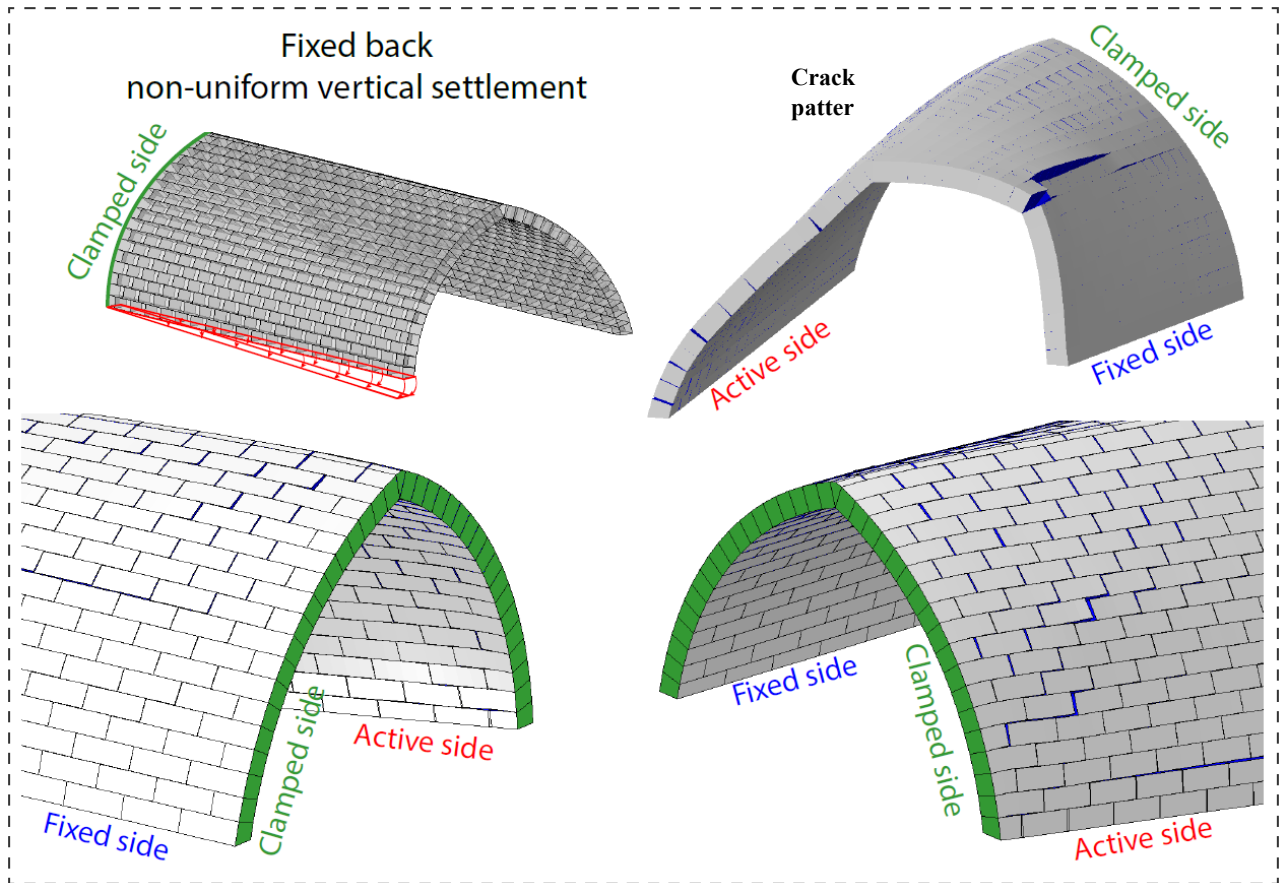 Fixed back
non-uniform vertical settlement
Clamped side
Crack
patter
Clamped side
Active side
Fixed side
Fixed side
Clamped side
Active side
Fixed side
Clamped side
Active side